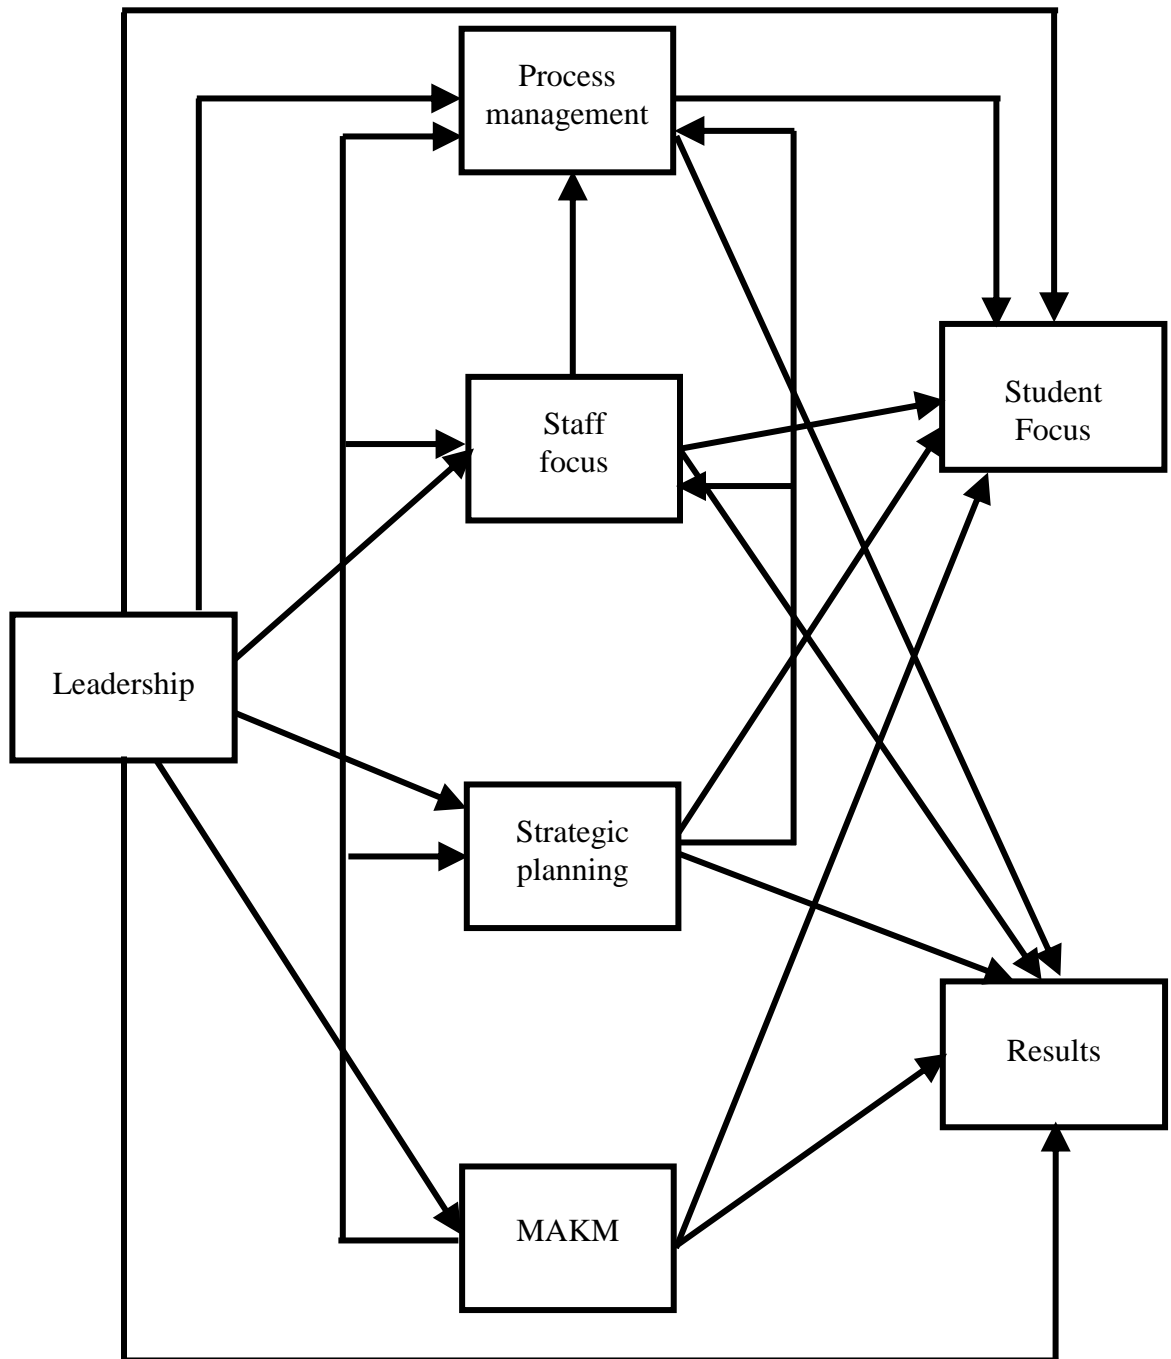 Process
management
Staff
focus
Student
Focus
Leadership
Strategic
planning
Results
MAKM